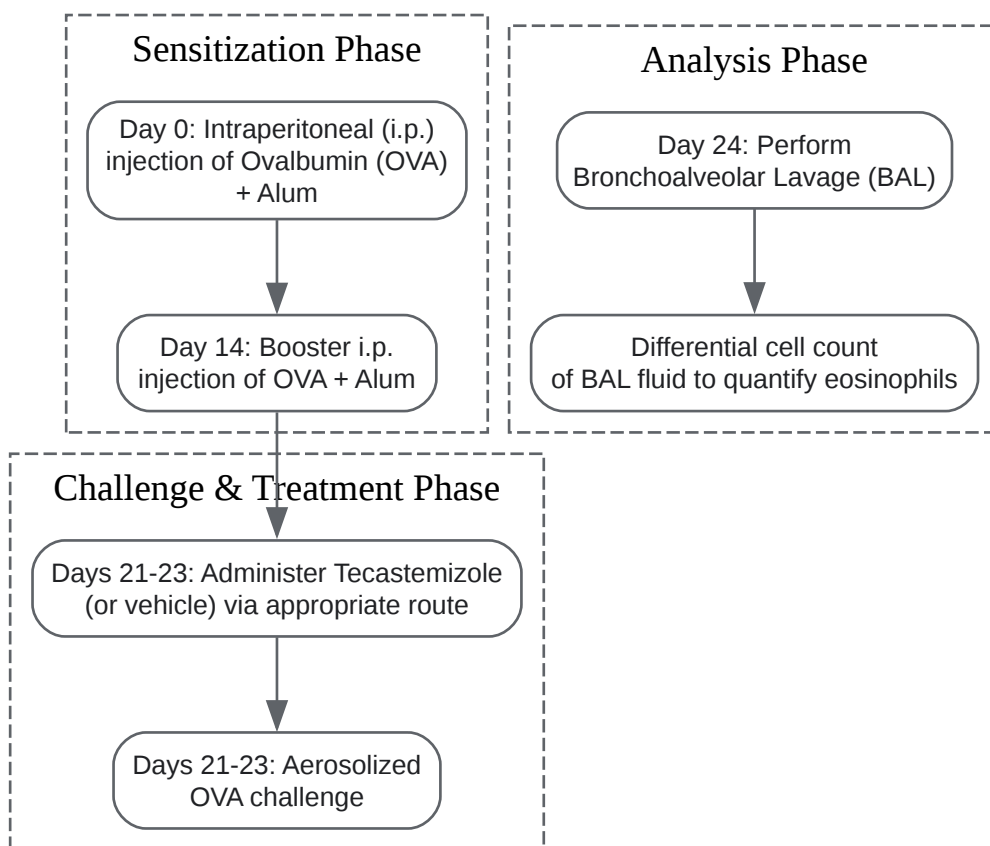 Sensitization Phase
Day 0: Intraperitoneal (i.p.)
injection of Ovalbumin (OVA)
+ Alum
Day 14: Booster i.p.
injection of OVA + Alum
Challenge & Treatment Phase
Days 21-23: Administer Tecastemizole
(or vehicle) via appropriate route
Days 21-23: Aerosolized
OVA challenge
Analysis Phase
Day 24: Perform
Bronchoalveolar Lavage (BAL)
Differential cell count
of BAL fluid to quantify eosinophils